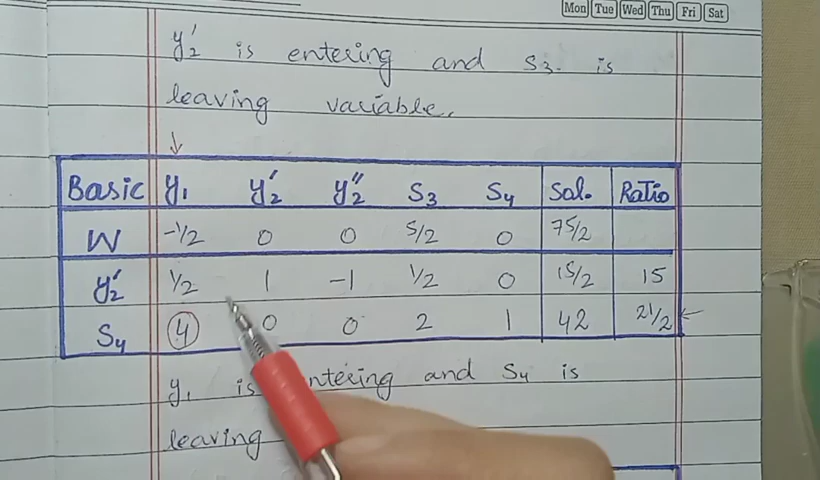 Mon Tue Wed Thu Fri Sat
y₂′ is entering and S3. is
leaving variable.
↓
Basic y₁ y₂′ y₂″ S₃ S₄ Sol. Ratio
W -1/2 0 0 5/2 0 75/2
y₂′ 1/2 1 -1 1/2 0 15/2 15
S₄ 4 0 0 2 1 42 21/2 ←
y₁ is entering and S₄ is
leaving